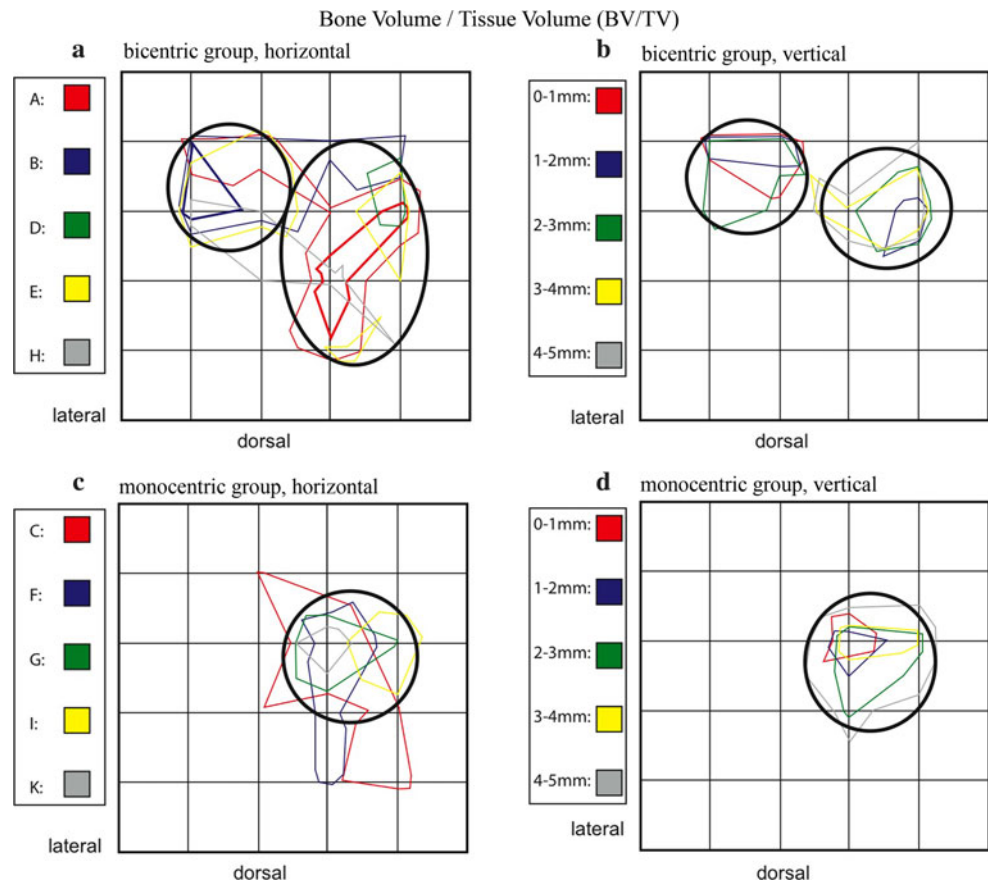 Bone Volume / Tissue Volume (BV/TV)
a bicentric group, horizontal
A:
B:
D:
E:
H:
lateral
dorsal
b bicentric group, vertical
0-1mm:
1-2mm:
2-3mm:
3-4mm:
4-5mm:
lateral
dorsal
c monocentric group, horizontal
C:
F:
G:
I:
K:
lateral
dorsal
d monocentric group, vertical
0-1mm:
1-2mm:
2-3mm:
3-4mm:
4-5mm:
lateral
dorsal